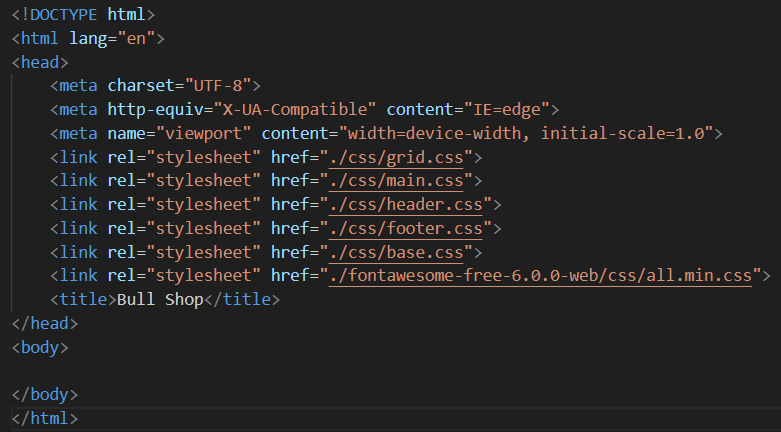 <!DOCTYPE html>
<html lang="en">
<head>
    <meta charset="UTF-8">
    <meta http-equiv="X-UA-Compatible" content="IE=edge">
    <meta name="viewport" content="width=device-width, initial-scale=1.0">
    <link rel="stylesheet" href="./css/grid.css">
    <link rel="stylesheet" href="./css/main.css">
    <link rel="stylesheet" href="./css/header.css">
    <link rel="stylesheet" href="./css/footer.css">
    <link rel="stylesheet" href="./css/base.css">
    <link rel="stylesheet" href="./fontawesome-free-6.0.0-web/css/all.min.css">
    <title>Bull Shop</title>
</head>
<body>

</body>
</html>